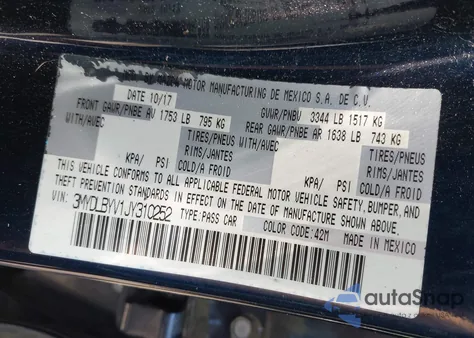 MOTOR MANUFACTURING DE MEXICO S.A. DE C.V.
DATE 10/17 GVWR/PNBV 3344 LB 1517 KG
FRONT GAWR/PNBE AV 1753 LB 795 KG REAR GAWR/PNBE AR 1638 LB 743 KG
WITH/AVEC TIRES/PNEUS WITH/AVEC TIRES/PNEUS
RIMS/JANTES RIMS/JANTES
KPA/ PSI COLD/A FROID KPA/ PSI COLD/A FROID
THIS VEHICLE CONFORMS TO ALL APPLICABLE FEDERAL MOTOR VEHICLE SAFETY, BUMPER, AND
THEFT PREVENTION STANDARDS IN EFFECT ON THE DATE OF MANUFACTURE SHOWN ABOVE.
VIN: 3MYDLBYV1JY310252 TYPE: PASS CAR
COLOR CODE: 42M MADE IN MEXICO
autoSnap